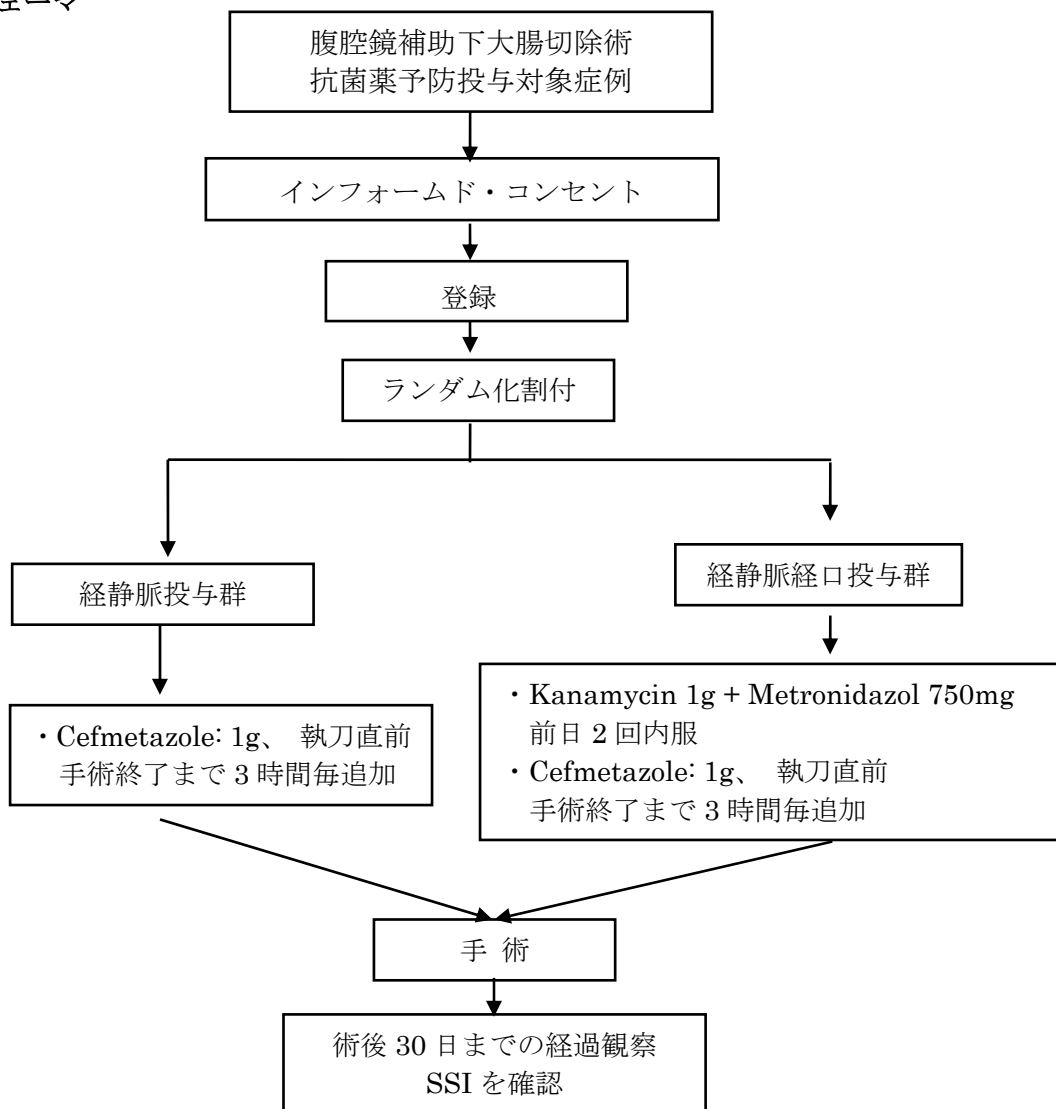 ェーマ
腹腔鏡補助下大腸切除術
抗菌薬予防投与対象症例
インフォームド・コンセント
登録
ランダム化割付
経静脈投与群
経静脈経口投与群
・Cefmetazole: 1g、 執刀直前
手術終了まで 3 時間毎追加
・Kanamycin 1g + Metronidazol 750mg
前日 2 回内服
・Cefmetazole: 1g、 執刀直前
手術終了まで 3 時間毎追加
手 術
術後 30 日までの経過観察
SSI を確認